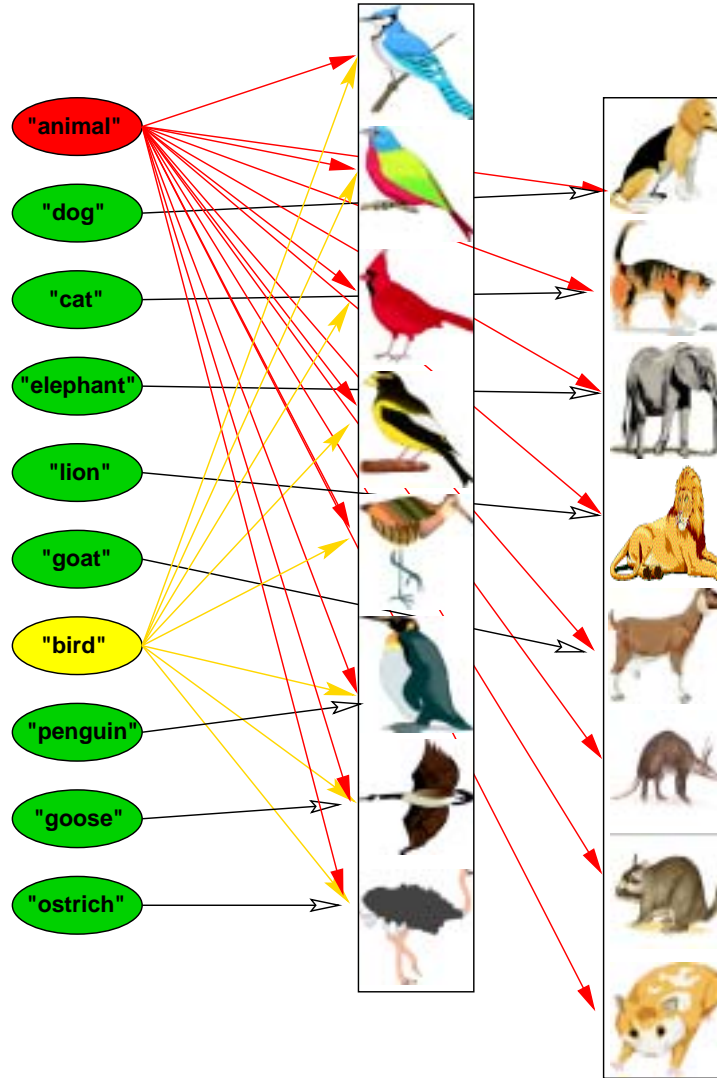 "animal"
"dog"
"cat"
"elephant"
"lion"
"goat"
"bird"
"penguin"
"goose"
"ostrich"